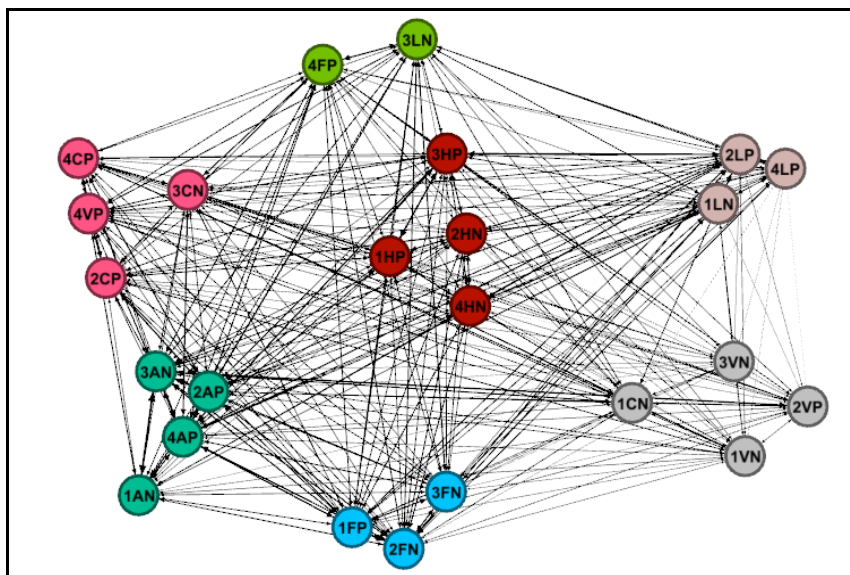 3LN
4FP
3HP
2LP
4CP
4LP
3CN
1LN
4VP
2HN
1HP
2CP
4HN
3VN
3AN
2AP
1CN
2VP
4AP
1VN
3FN
1AN
1FP
2FN